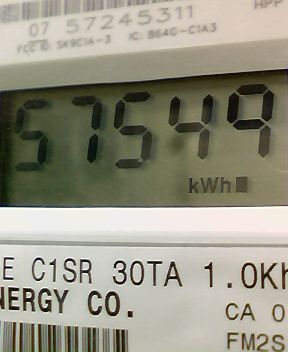 HPP
07 57245311
FCC ID: SK9C1A-3 IC: 864G-C1A3
57549
kWh
E C1SR 30TA 1.0Kh
NERGY CO.
CA 0
FM2S